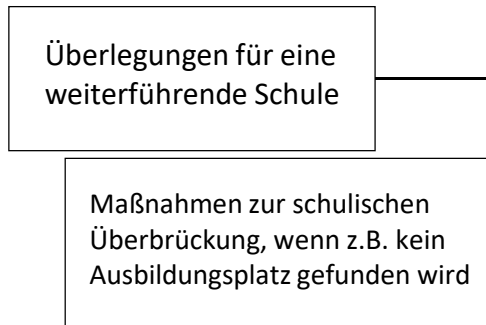 Überlegungen für eine
weiterführende Schule
Maßnahmen zur schulischen
Überbrückung, wenn z.B. kein
Ausbildungsplatz gefunden wird